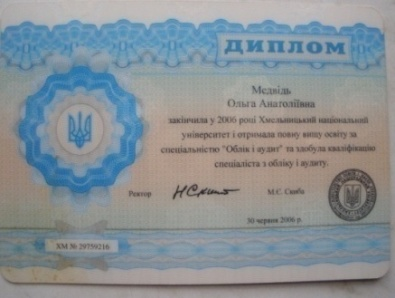 ДИПЛОМ
Медвідь
Ольга Анатоліївна
закінчила у 2006 році Хмельницький національний
університет і отримала повну вищу освіту за
спеціальністю "Облік і аудит" та здобула кваліфікацію
спеціаліста з обліку і аудиту.
Ректор М.Є. Скиба
30 червня 2006 р.
ХМ № 29759216